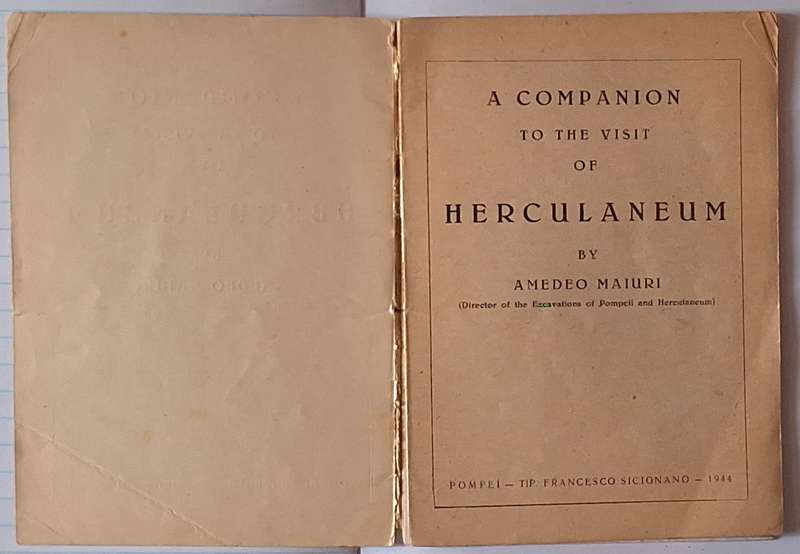 A COMPANION
TO THE VISIT
OF
HERCULANEUM
BY
AMEDEO MAIURI
(Director of the Excavations of Pompeii and Herculaneum)
POMPEI — TIP. FRANCESCO SICIGNANO — 1944